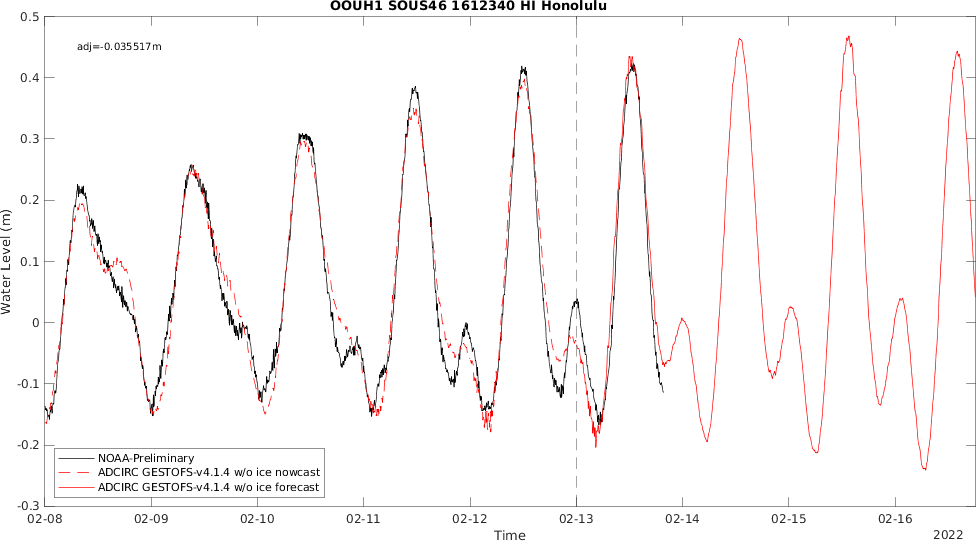 OOUH1 SOUS46 1612340 HI Honolulu
adj=-0.035517m
0.5
0.4
0.3
0.2
0.1
0
-0.1
-0.2
-0.3
Water Level (m)
NOAA-Preliminary
ADCIRC GESTOFS-v4.1.4 w/o ice nowcast
ADCIRC GESTOFS-v4.1.4 w/o ice forecast
02-08 02-09 02-10 02-11 02-12 02-13 02-14 02-15 02-16
Time
2022